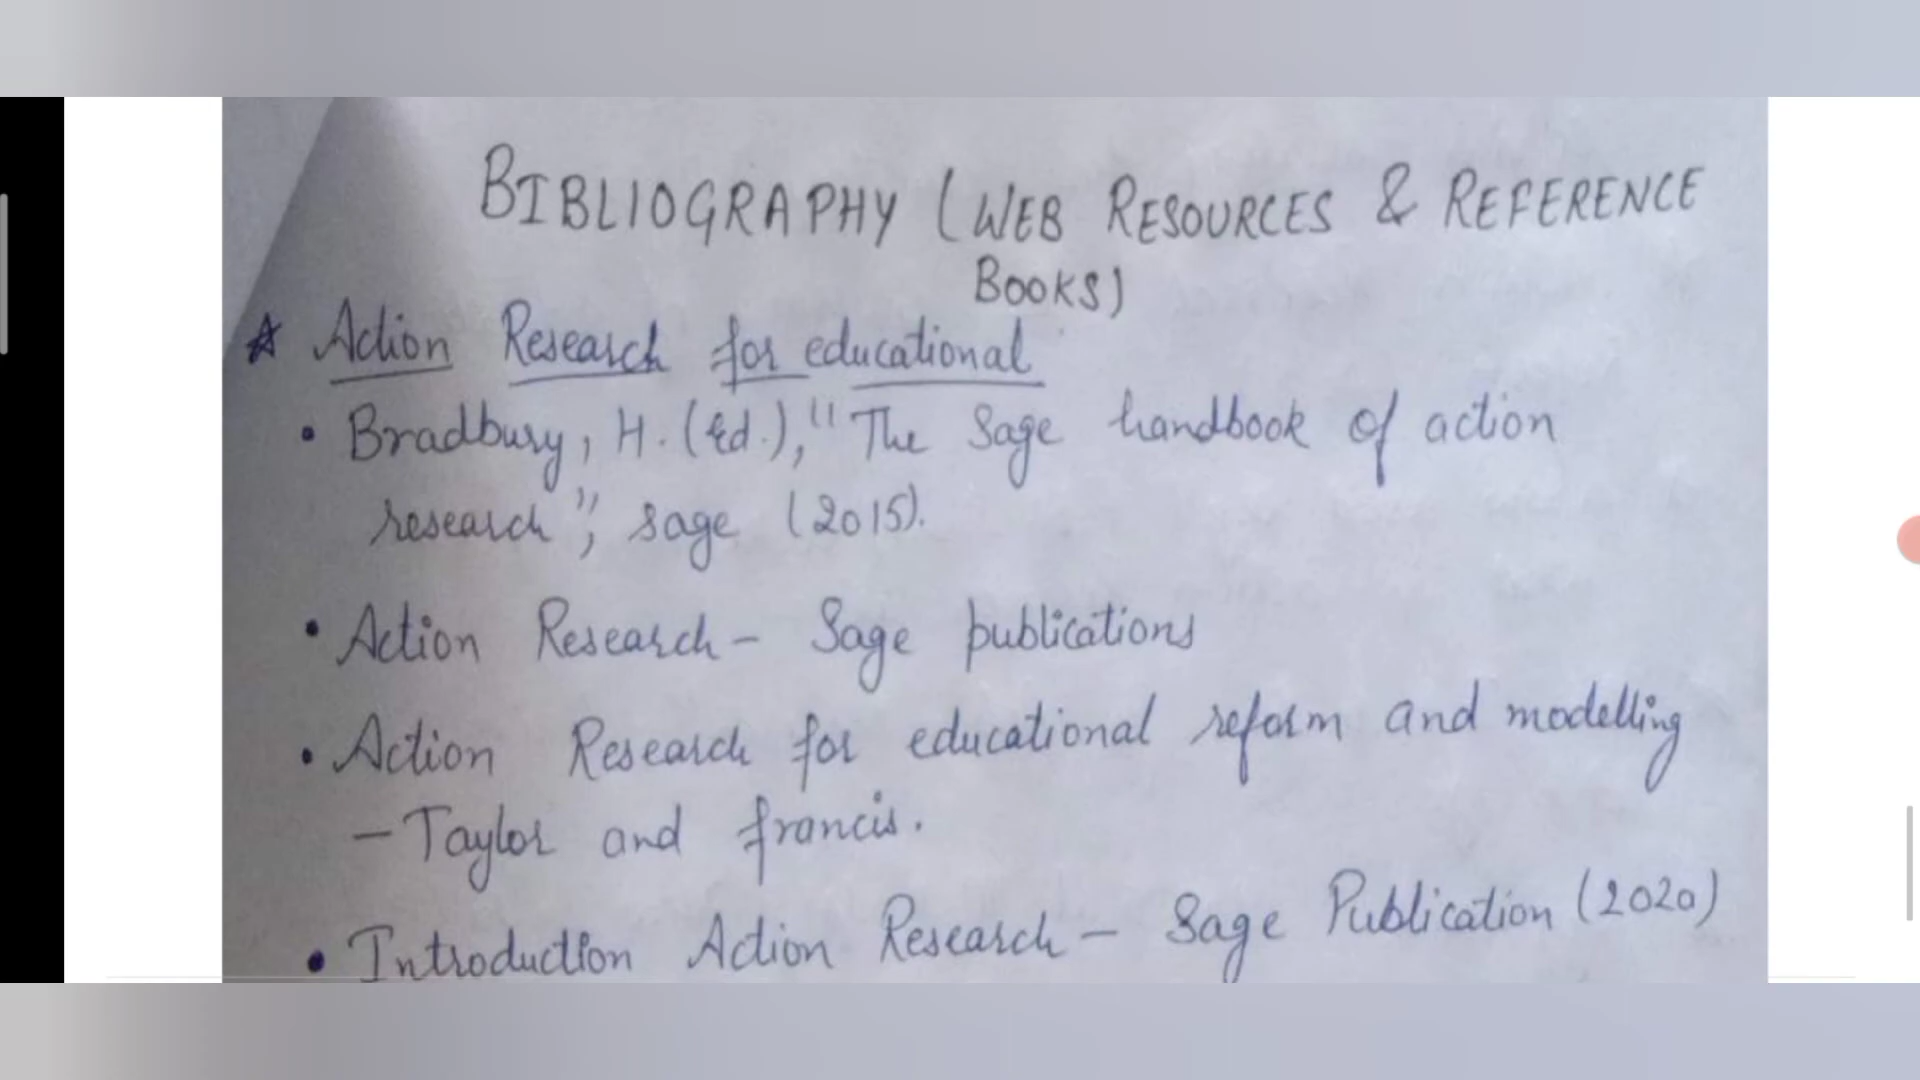 BIBLIOGRAPHY (WEB RESOURCES & REFERENCE
BOOKS)
☆ Action Research for educational
• Bradbury, H. (Ed.), "The Sage handbook of action
research", sage (2015).
• Action Research - Sage publications
• Action Research for educational reform and modelling
- Taylor and francis.
• Introduction Action Research - Sage Publication (2020)